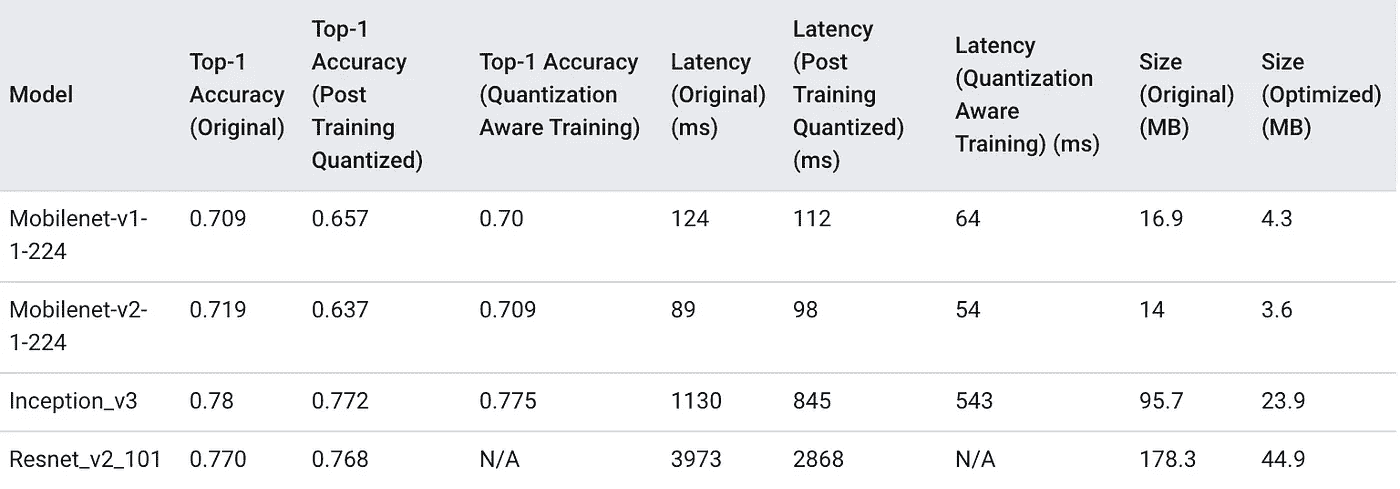 Model
Top-1
Accuracy
(Original)
Top-1
Accuracy
(Post
Training
Quantized)
Top-1 Accuracy
(Quantization
Aware Training)
Latency
(Original)
(ms)
Latency
(Post
Training
Quantized)
(ms)
Latency
(Quantization
Aware
Training) (ms)
Size
(Original)
(MB)
Size
(Optimized)
(MB)
Mobilenet-v1- 0.709 0.657 0.70 124 112 64 16.9 4.3
1-224
Mobilenet-v2- 0.719 0.637 0.709 89 98 54 14 3.6
1-224
Inception_v3 0.78 0.772 0.775 1130 845 543 95.7 23.9
Resnet_v2_101 0.770 0.768 N/A 3973 2868 N/A 178.3 44.9